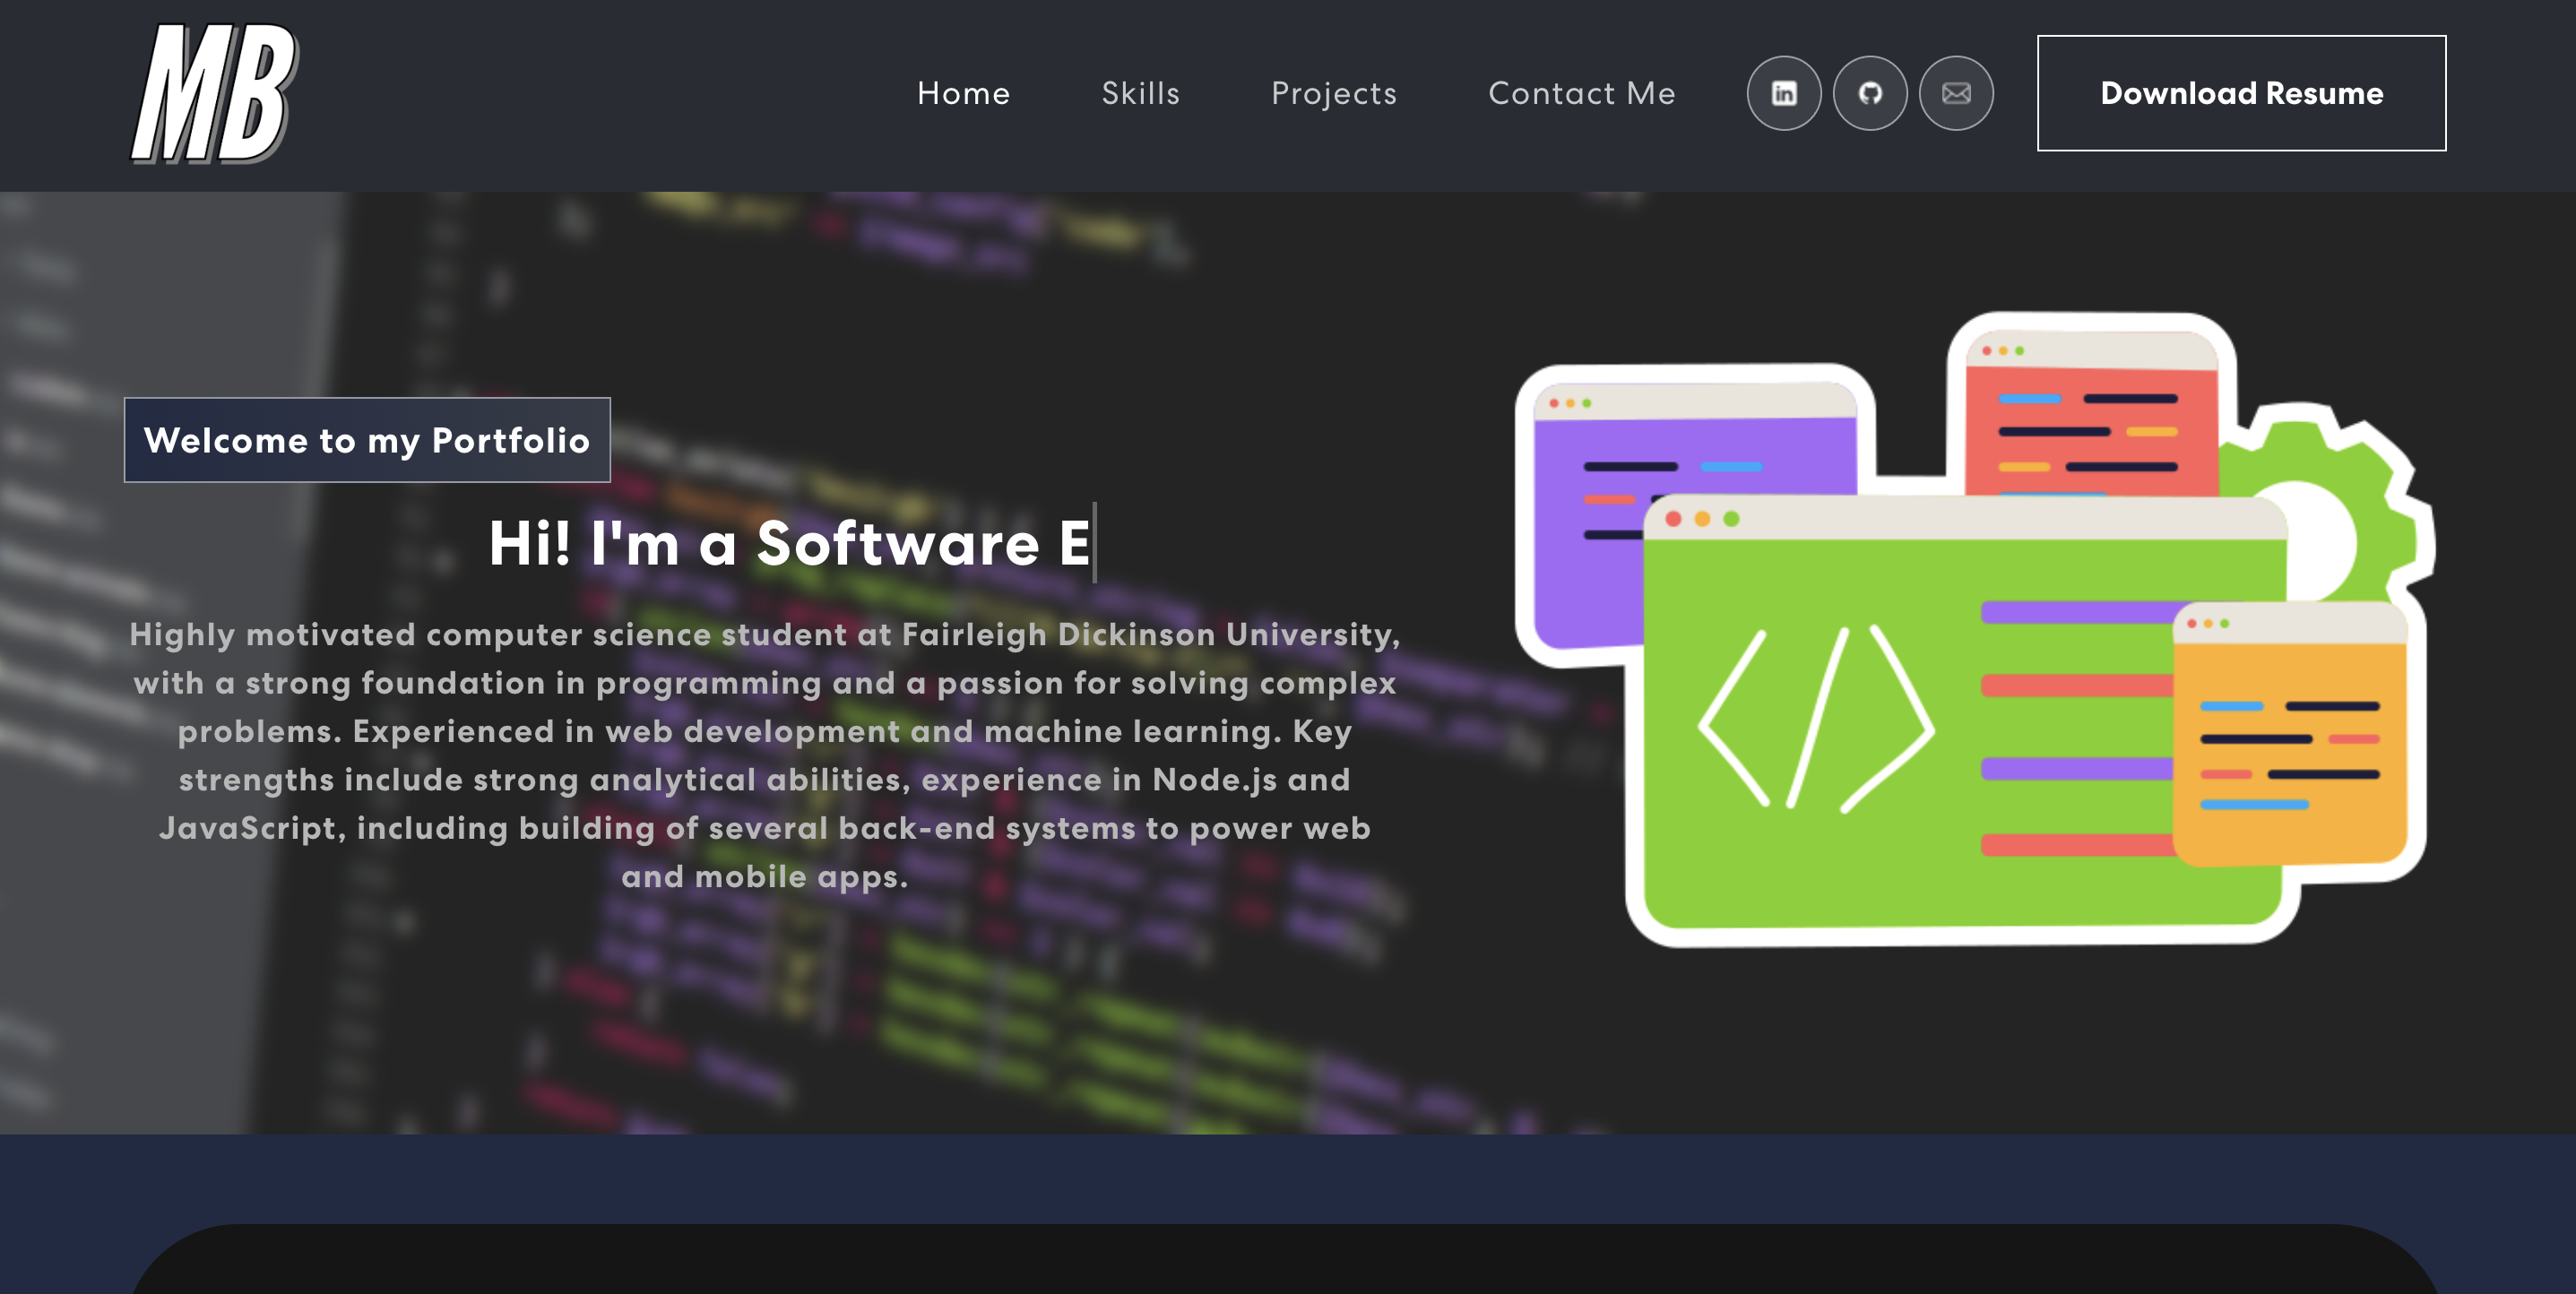 MB
Home
Skills
Projects
Contact Me
in
Download Resume
Welcome to my Portfolio
Hi! I'm a Software E
Highly motivated computer science student at Fairleigh Dickinson University,
with a strong foundation in programming and a passion for solving complex
problems. Experienced in web development and machine learning. Key
strengths include strong analytical abilities, experience in Node.js and
JavaScript, including building of several back-end systems to power web
and mobile apps.